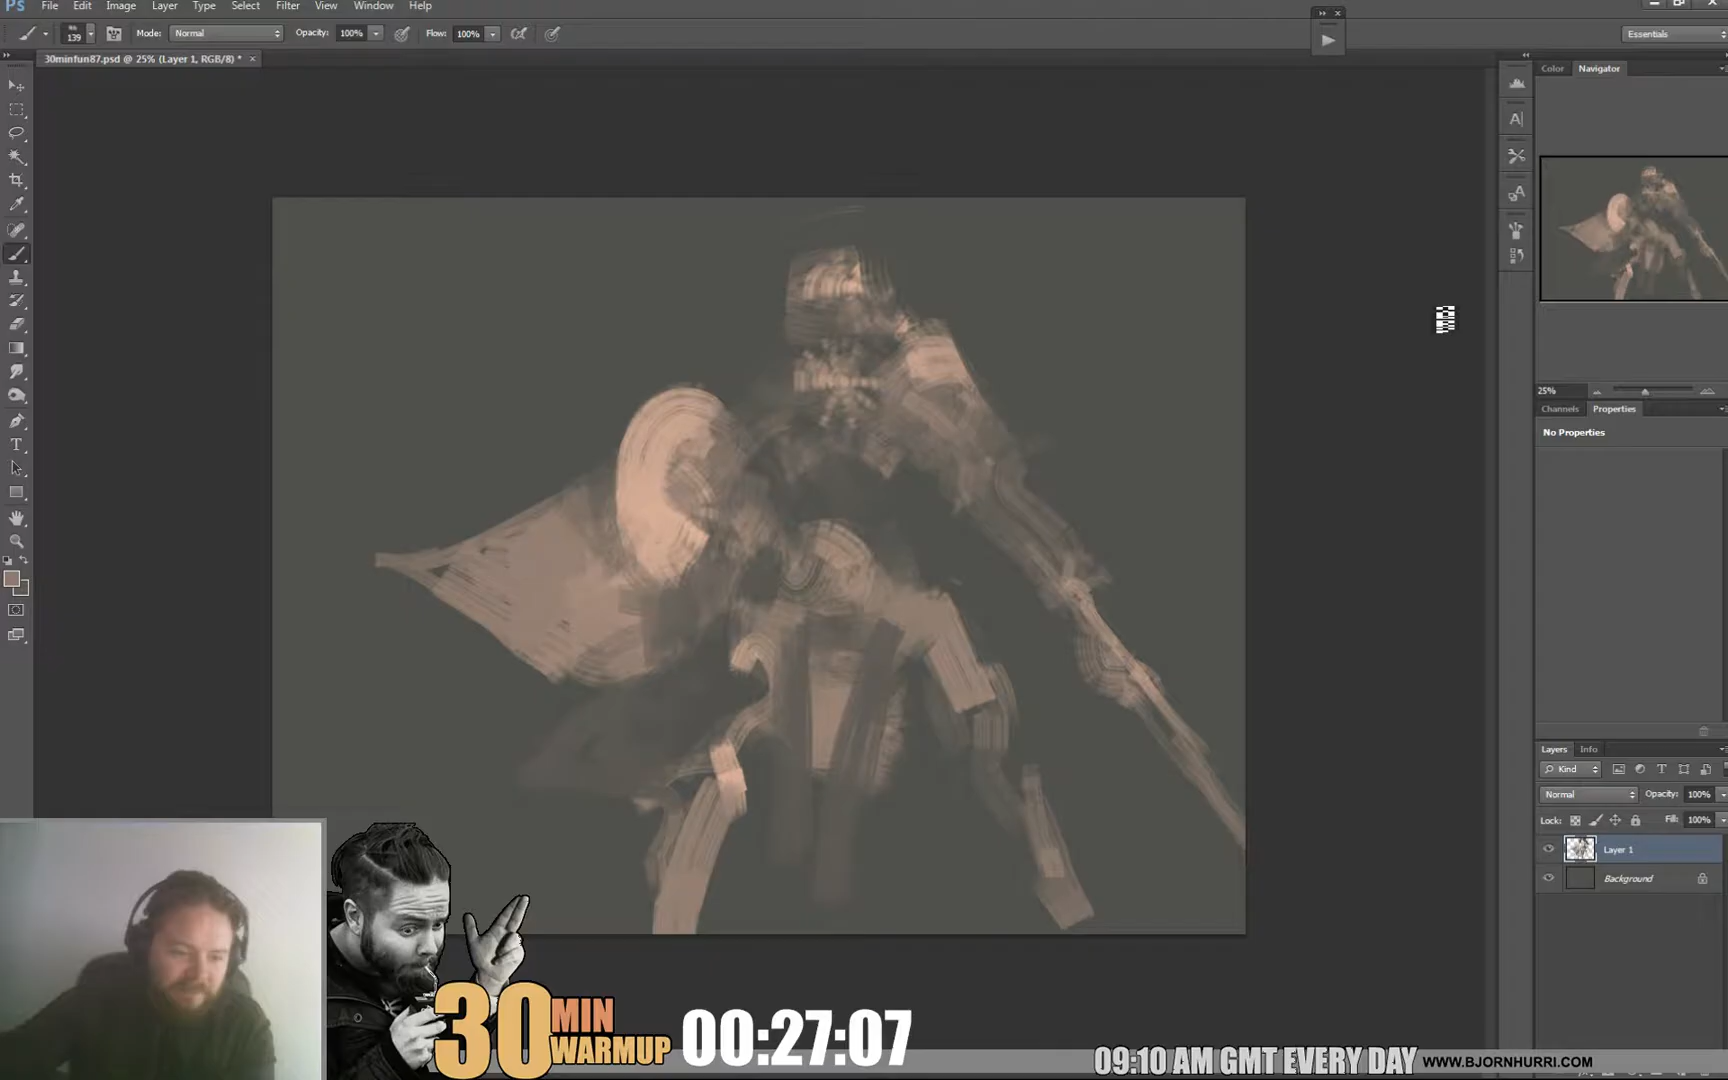 Ps File Edit Image Layer Type Select Filter View Window Help
139 Mode: Normal Opacity: 100% Flow: 100% Essentials
30minfun87.psd @ 25% (Layer 1, RGB/8) *
Color Navigator
25%
Channels Properties
No Properties
Layers Info
Kind
Normal Opacity: 100%
Lock: Fill: 100%
Layer 1
Background
30 MIN WARMUP
00:27:07
09:10 AM GMT EVERY DAY
WWW.BJORNHURRI.COM